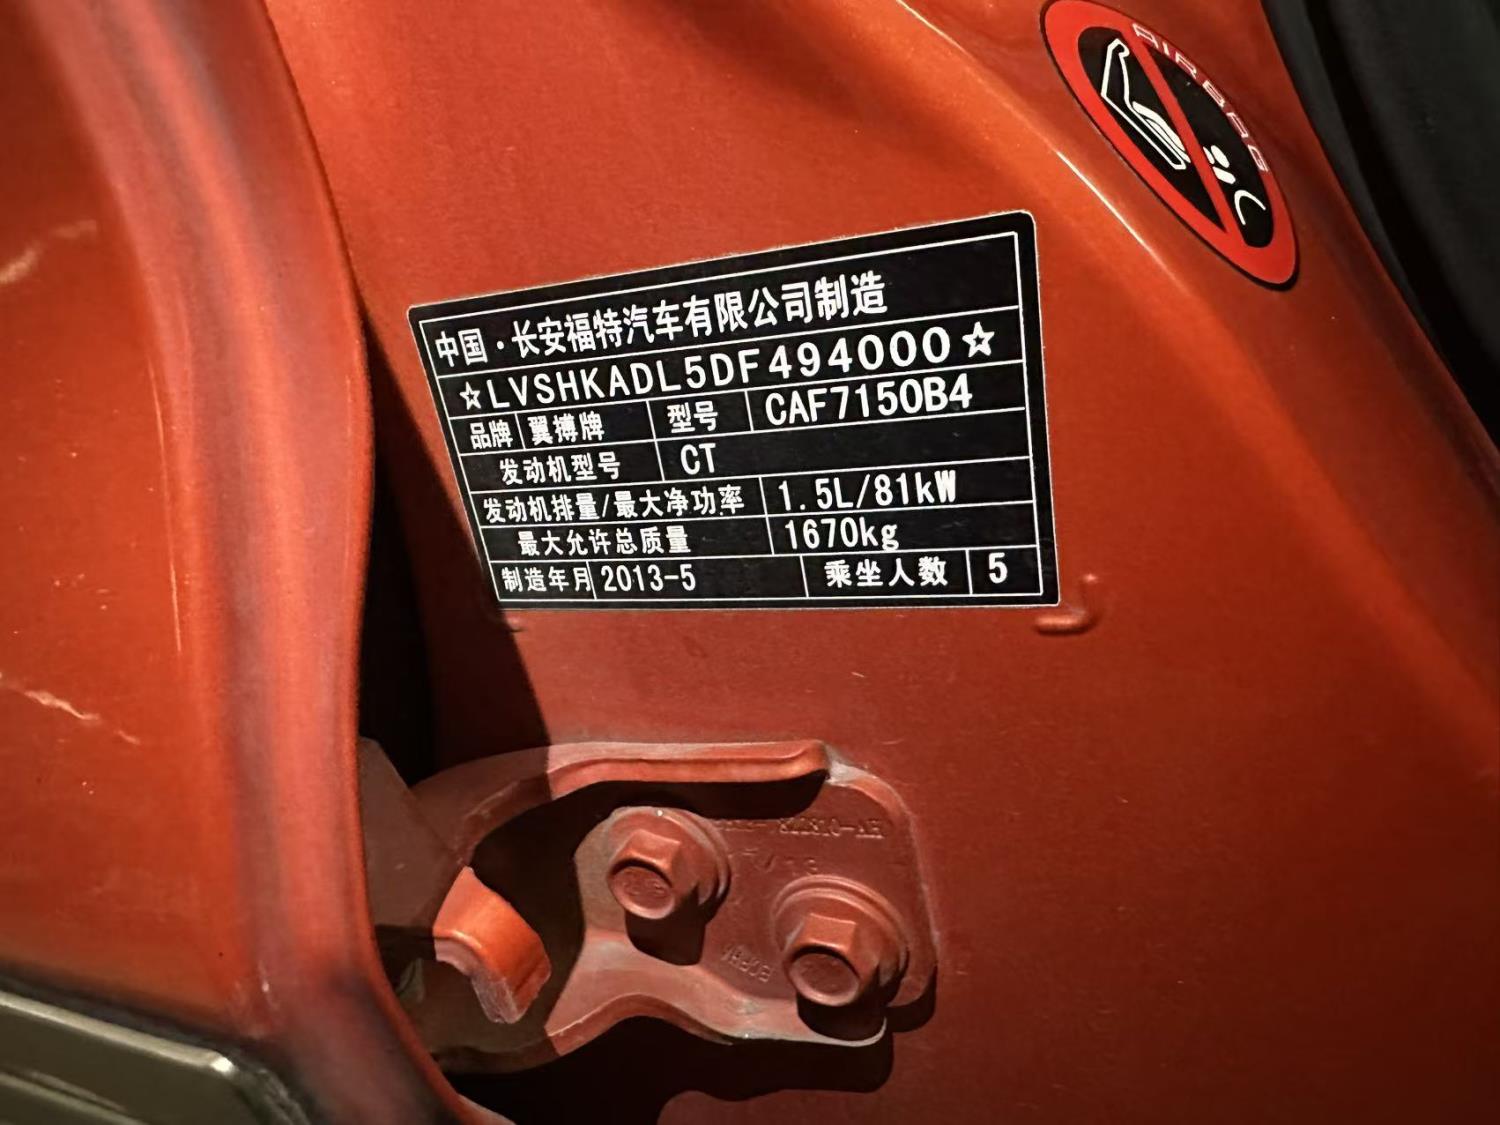 AIRBAG
中国·长安福特汽车有限公司制造
☆LVSHKADL5DF494000☆
品牌 翼搏牌 型号 CAF7150B4
发动机型号 CT
发动机排量/最大净功率 1.5L/81kW
最大允许总质量 1670kg
制造年月 2013-5 乘坐人数 5